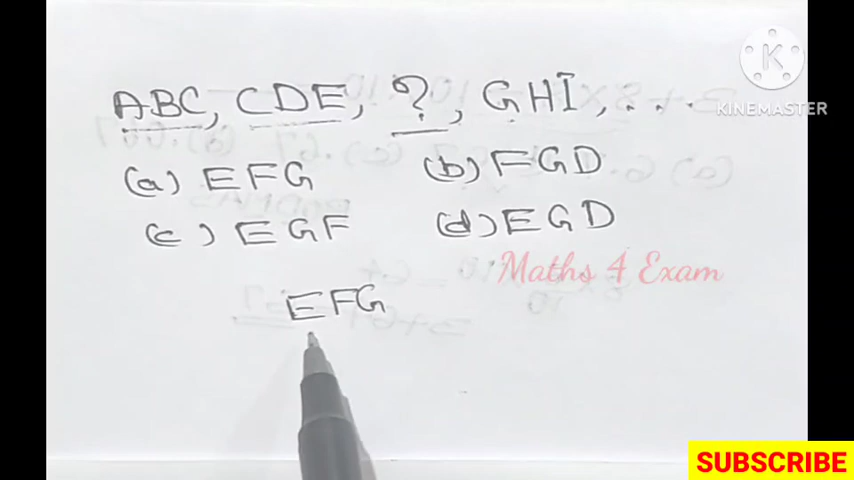 KINEMASTER
ABC, CDE, ?, GHI, ...
(a) EFG (b) FGD
(c) EGF (d) EGD
Maths 4 Exam
EFG
SUBSCRIBE